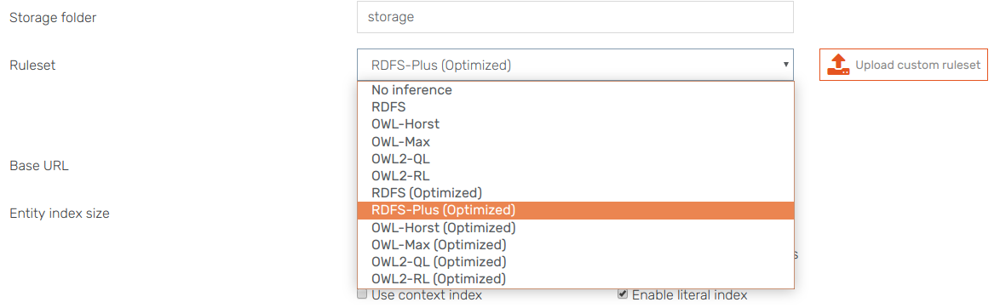 Storage folder
storage
Ruleset
RDFS-Plus (Optimized)
Upload custom ruleset
No inference
RDFS
OWL-Horst
OWL-Max
OWL2-QL
OWL2-RL
RDFS (Optimized)
RDFS-Plus (Optimized)
OWL-Horst (Optimized)
OWL-Max (Optimized)
OWL2-QL (Optimized)
OWL2-RL (Optimized)
Base URL
Entity index size
Use context index
Enable literal index